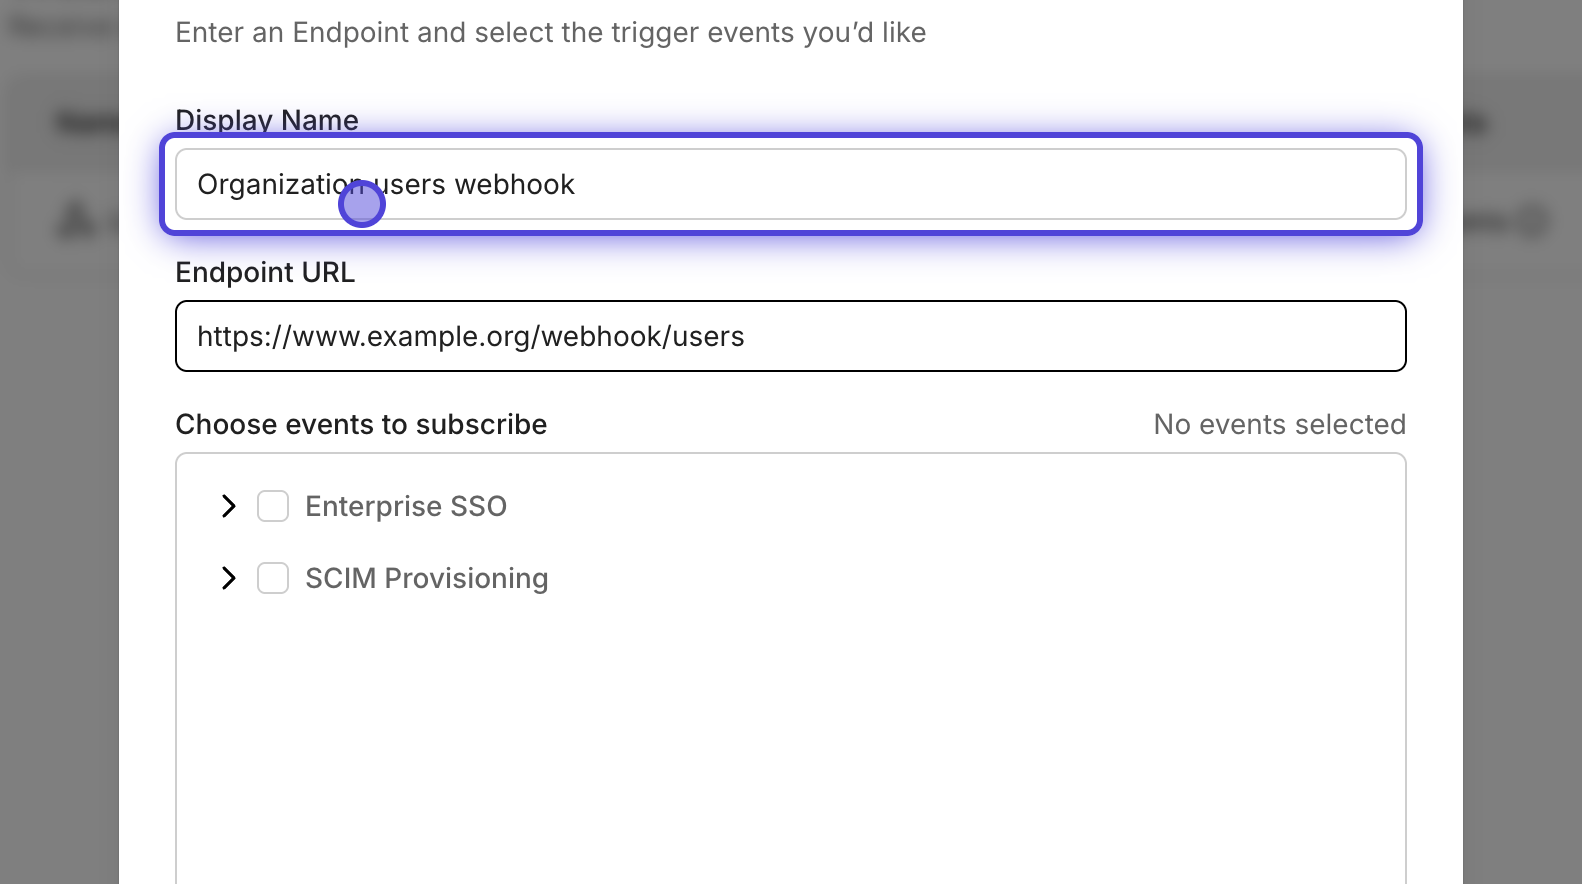 Enter an Endpoint and select the trigger events you’d like
Display Name
Organization users webhook
Endpoint URL
https://www.example.org/webhook/users
Choose events to subscribe
No events selected
Enterprise SSO
SCIM Provisioning